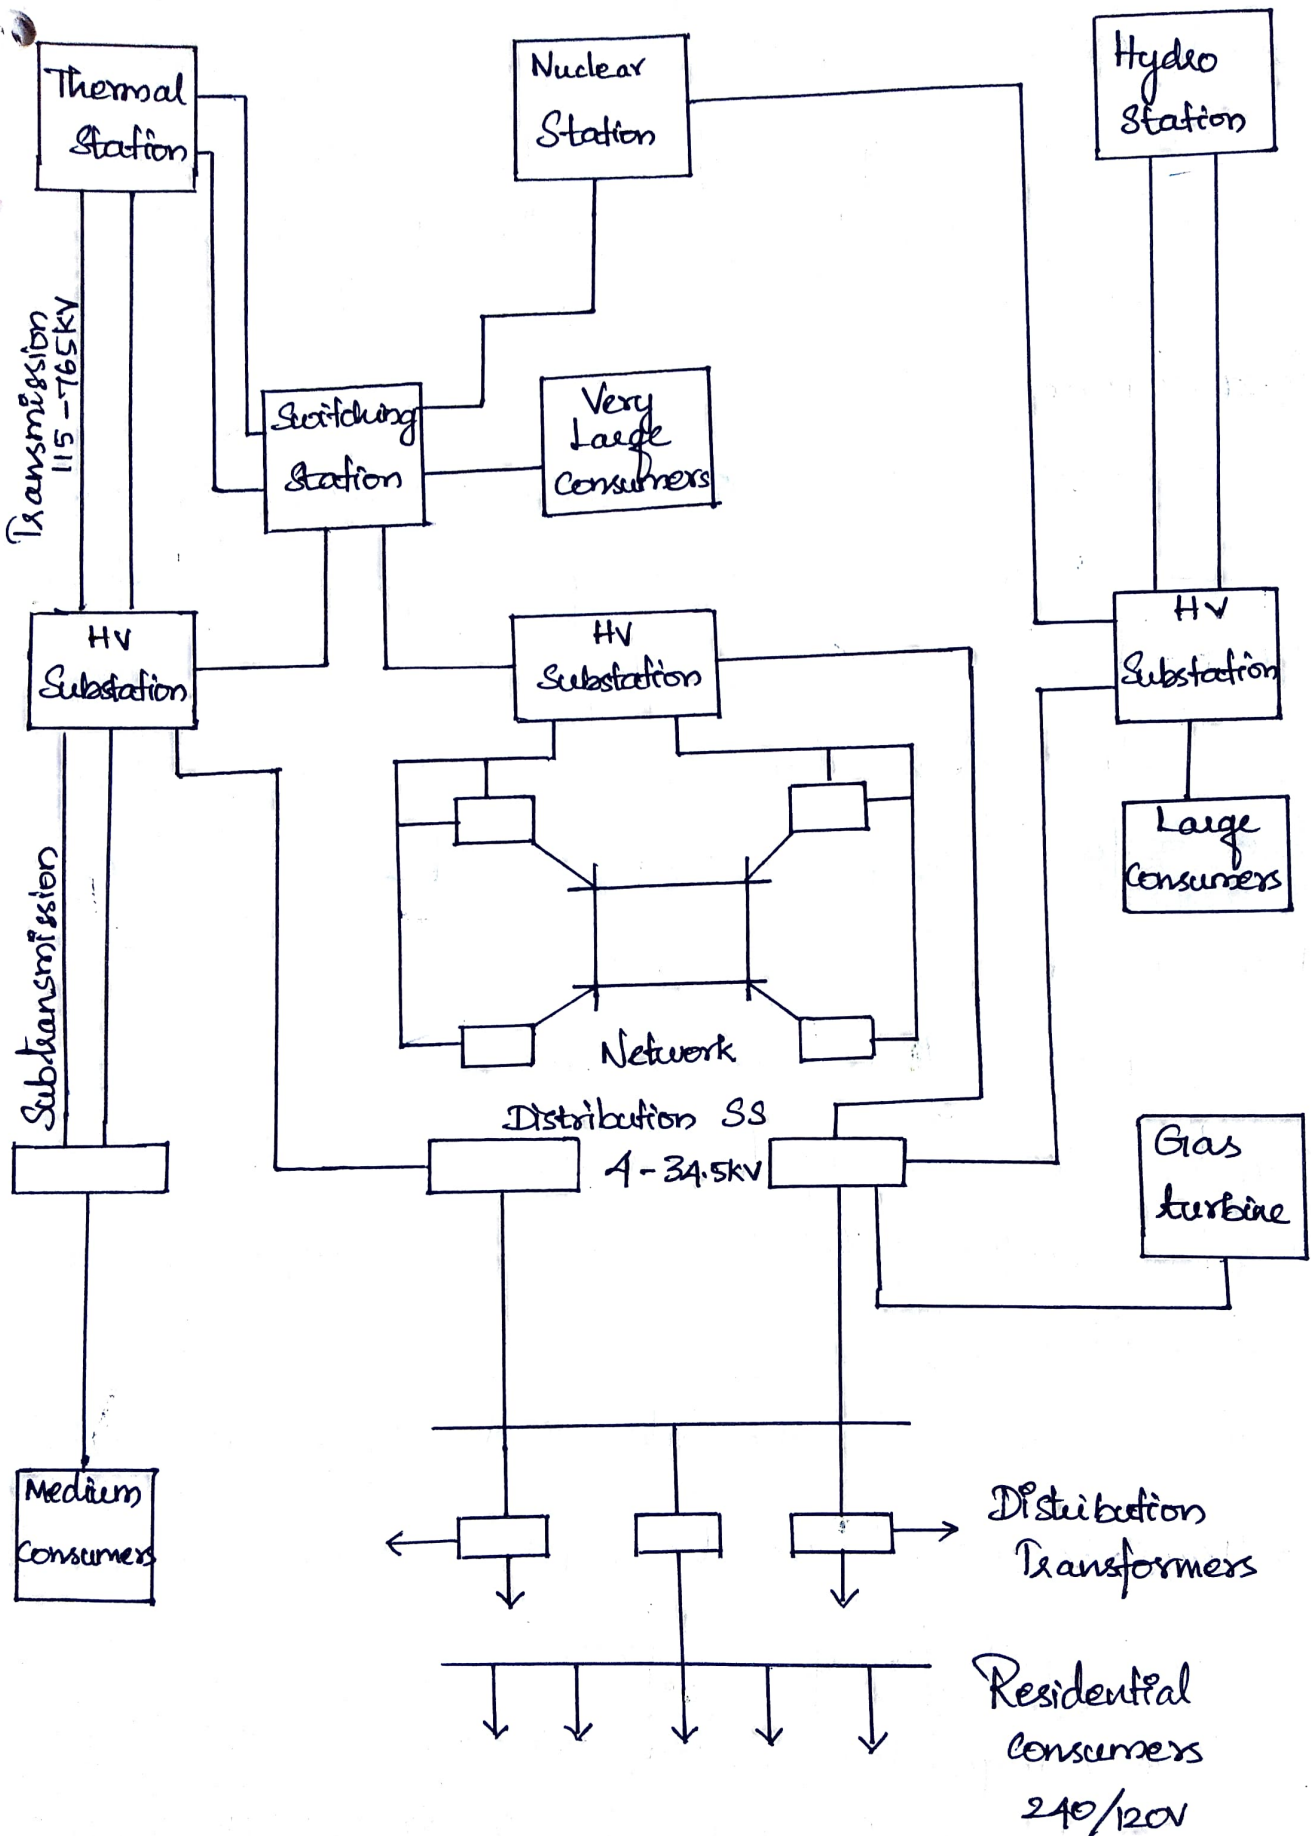 Thermal
Station
Nuclear
Station
Hydro
Station
Transmission
115-765kV
Switching
Station
Very
Large
Consumers
HV
Substation
HV
Substation
HV
Substation
Large
Consumers
Subtransmission
Network
Distribution SS
4-34.5kV
Gas
turbine
Medium
Consumers
Distribution
Transformers
Residential
Consumers
240/120V